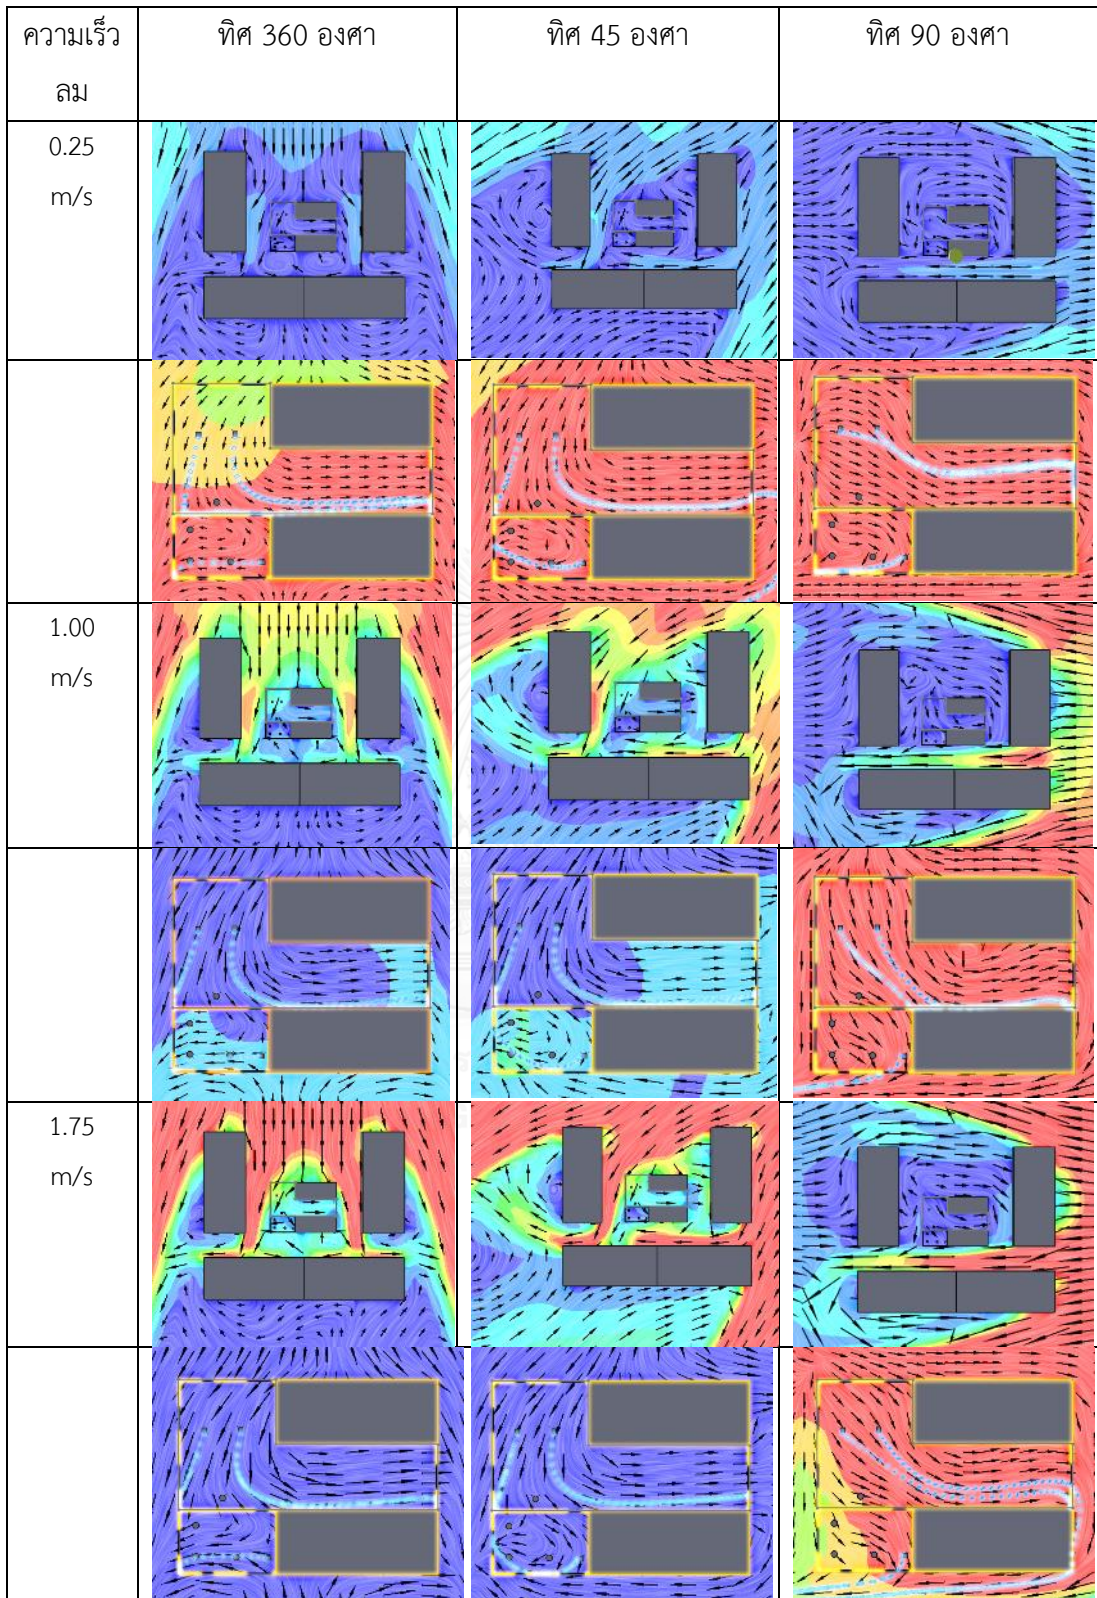 ความเร็ว
ลม
ทิศ 360 องศา
ทิศ 45 องศา
ทิศ 90 องศา
0.25
m/s
1.00
m/s
1.75
m/s